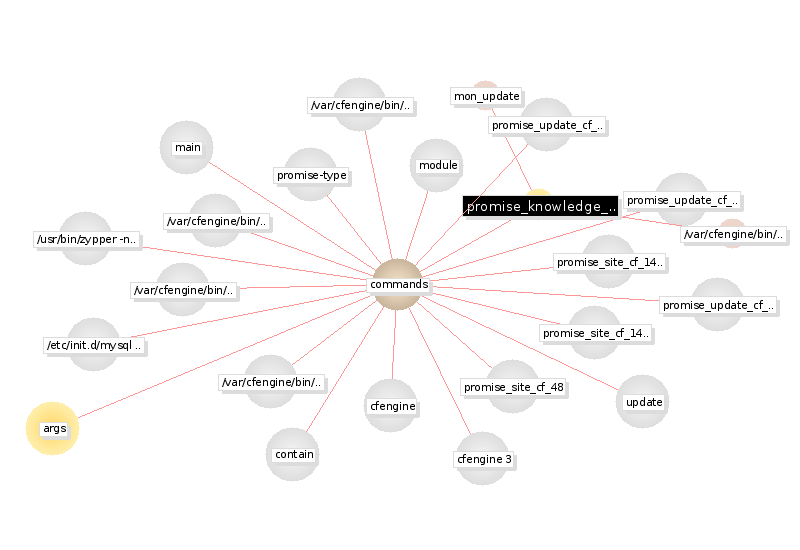 mon_update
/var/cfengine/bin/..
promise_update_cf_..
main
module
promise-type
promise_update_cf_..
promise_knowledge_..
/var/cfengine/bin/..
/var/cfengine/bin/..
/usr/bin/zypper -n..
promise_site_cf_14..
commands
/var/cfengine/bin/..
promise_update_cf_..
promise_site_cf_14..
/etc/init.d/mysql ..
/var/cfengine/bin/..
promise_site_cf_48
update
cfengine
args
contain
cfengine 3